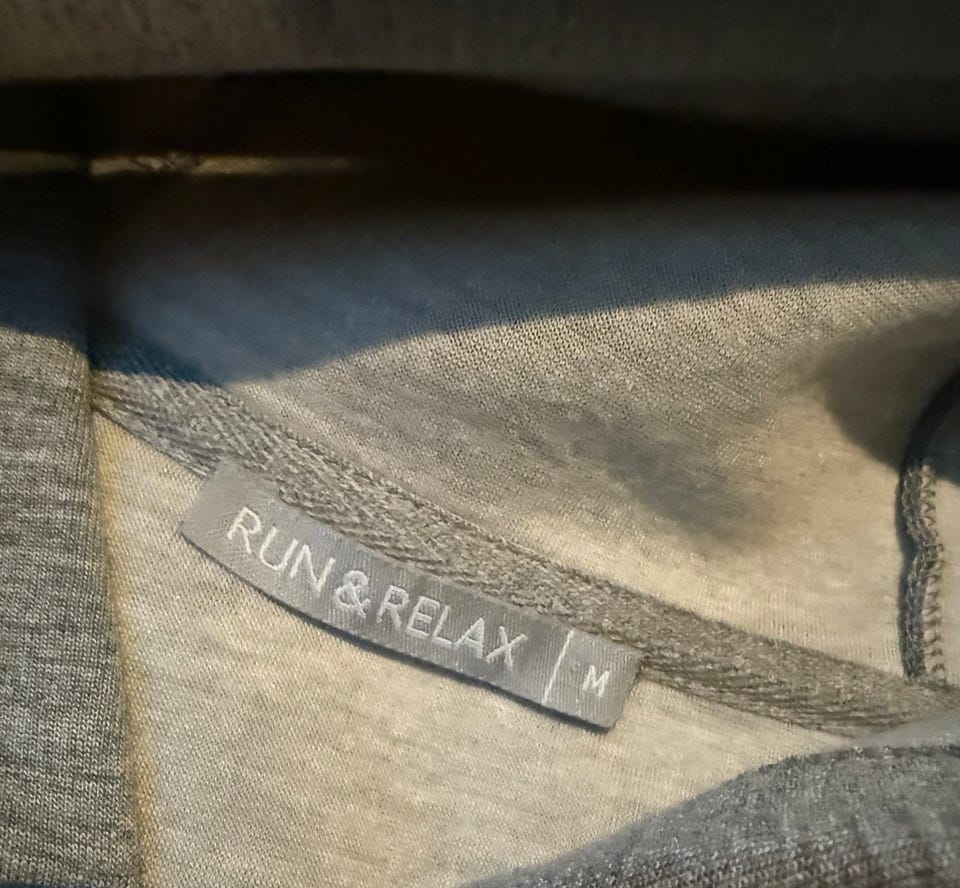 RUN & RELAX | M